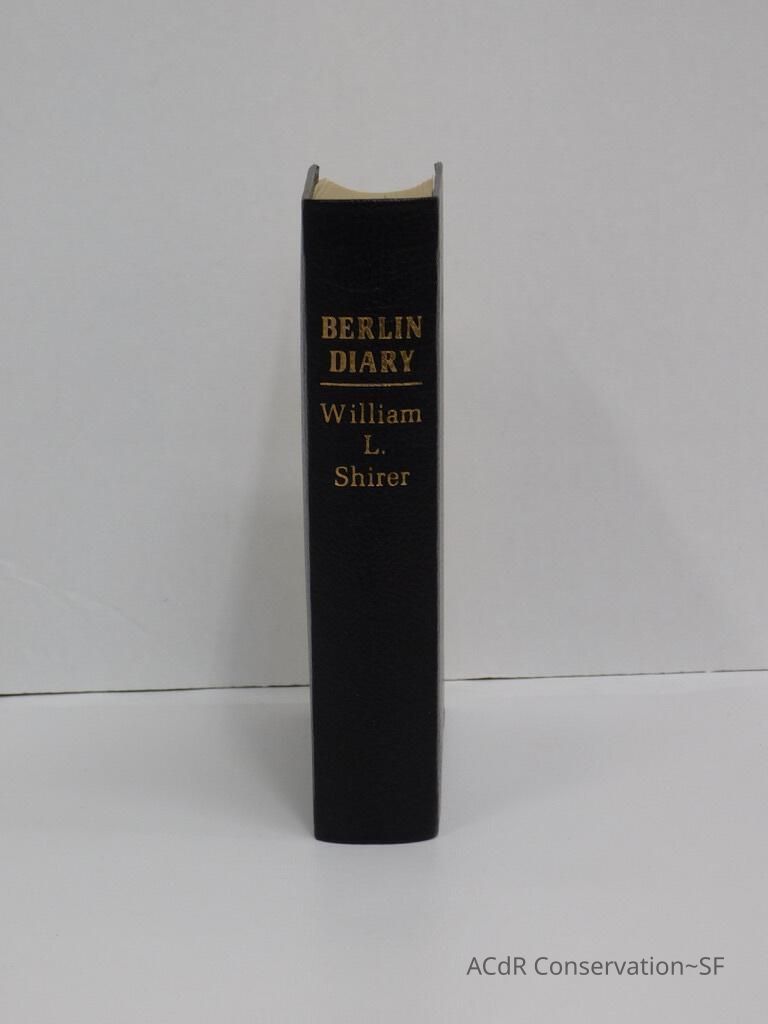 BERLIN
DIARY
William
L.
Shirer
ACdR Conservation~SF